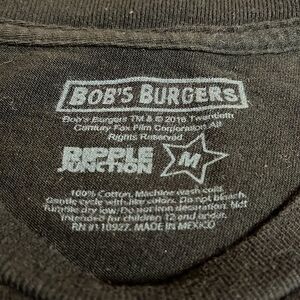 BOB'S BURGERS
Bob's Burgers TM & © 2016 Twentieth
Century Fox Film Corporation. All
Rights Reserved
RIPPLE
JUNCTION
M
100% Cotton. Machine wash cold.
Gentle cycle with like colors. Do not bleach.
Tumble dry low. Do not iron decoration. Not
intended for children 12 and under.
RN #110927. MADE IN MEXICO